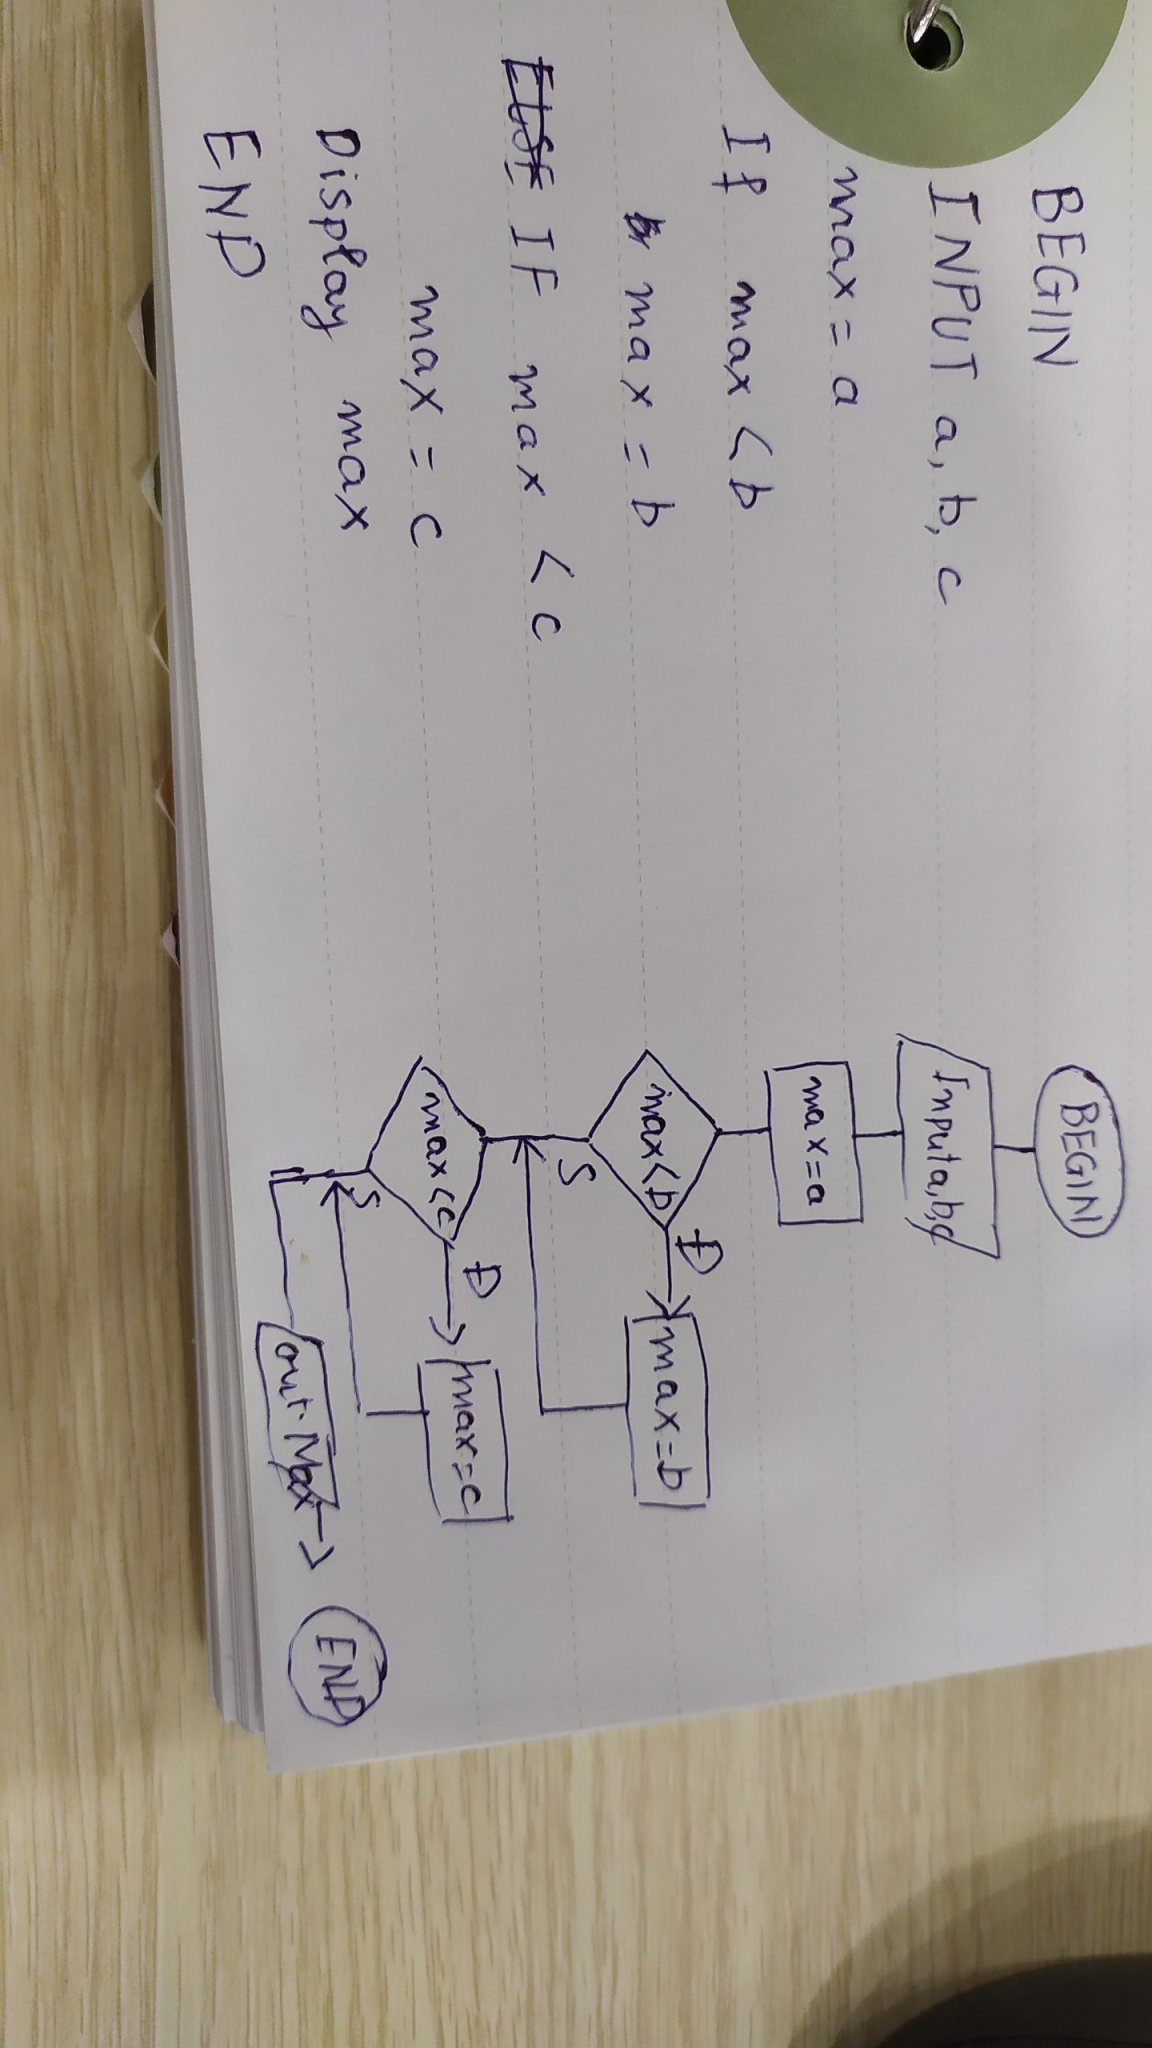 BEGIN
INPUT a, b, c
max = a
If max < b
max = b
ELSE IF max < c
max = c
Display max
END
BEGIN
Input a,b,c
max = a
max < b
Đ
max = b
S
max < c
Đ
max = c
S
out Max
END